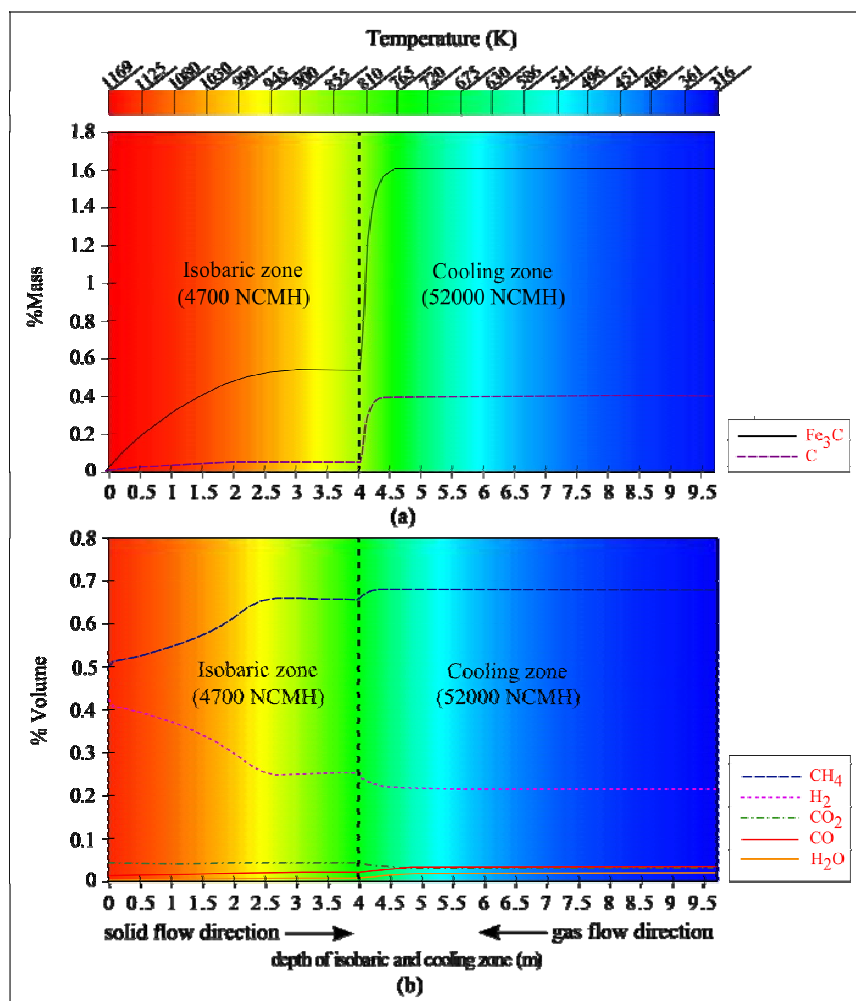 Temperature (K)
1169 1125 1080 1030 990 945 900 855 810 765 720 675 630 586 541 496 451 406 361 316
1.8
1.6
1.4
1.2
1
0.8
0.6
0.4
0.2
0
%Mass
Isobaric zone
(4700 NCMH)
Cooling zone
(52000 NCMH)
Fe3C
C
0 0.5 1 1.5 2 2.5 3 3.5 4 4.5 5 5.5 6 6.5 7 7.5 8 8.5 9 9.5
(a)
0.8
0.7
0.6
0.5
0.4
0.3
0.2
0.1
0
% Volume
Isobaric zone
(4700 NCMH)
Cooling zone
(52000 NCMH)
CH4
H2
CO2
CO
H2O
0 0.5 1 1.5 2 2.5 3 3.5 4 4.5 5 5.5 6 6.5 7 7.5 8 8.5 9 9.5
solid flow direction
gas flow direction
depth of isobaric and cooling zone (m)
(b)